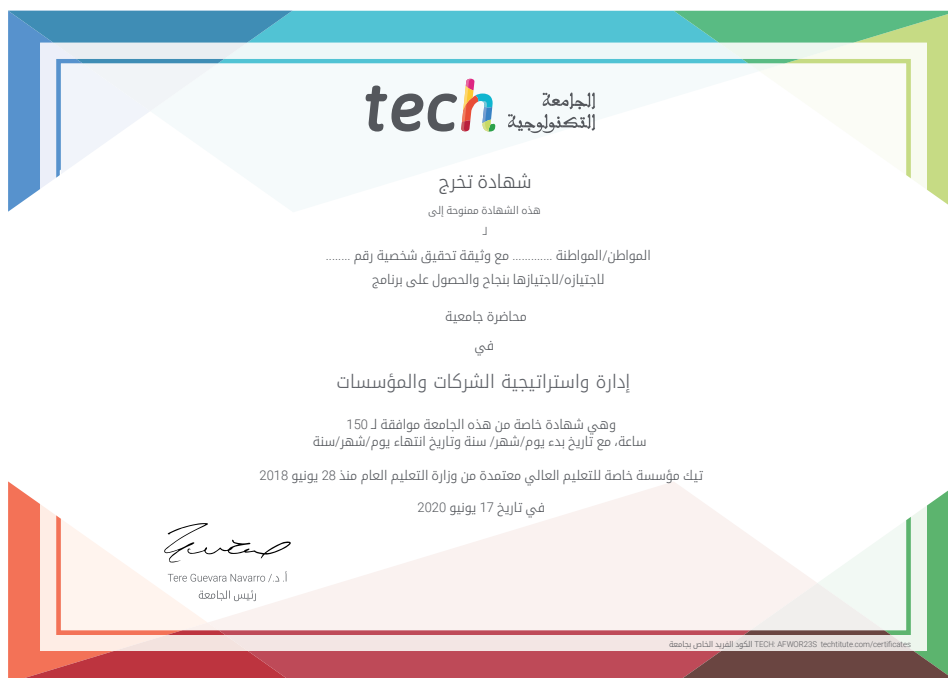 tech الجامعة
التكنولوجية
شهادة تخرج
هذه الشهادة ممنوحة إلى
لـ
المواطن/المواطنة ............ مع وثيقة تحقيق شخصية رقم ........
لاجتيازه/لاجتيازها بنجاح والحصول على برنامج
محاضرة جامعية
في
إدارة واستراتيجية الشركات والمؤسسات
وهي شهادة خاصة من هذه الجامعة موافقة لـ 150
ساعة، مع تاريخ بدء يوم/شهر/ سنة وتاريخ انتهاء يوم/شهر/سنة
تيك مؤسسة خاصة للتعليم العالي معتمدة من وزارة التعليم العام منذ 28 يونيو 2018
في تاريخ 17 يونيو 2020
أ. د./ Tere Guevara Navarro
رئيس الجامعة
الكود الفريد الخاص بجامعة TECH: AFWOR23S techtitute.com/certificates